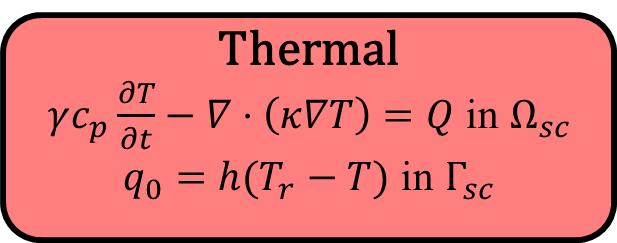 Thermal
γc_p ∂T/∂t − ∇ · (κ∇T) = Q in Ω_sc
q_0 = h(T_r − T) in Γ_sc